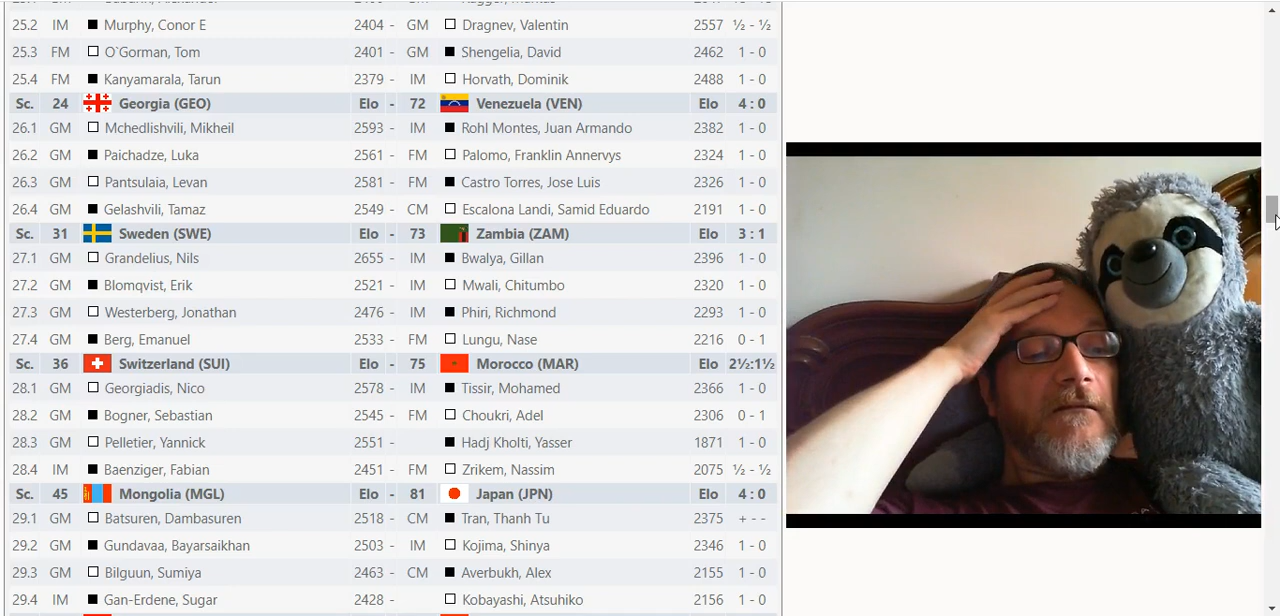 25.2 IM Murphy, Conor E 2404 - GM Dragnev, Valentin 2557 ½ - ½
25.3 FM O`Gorman, Tom 2401 - GM Shengelia, David 2462 1 - 0
25.4 FM Kanyamarala, Tarun 2379 - IM Horvath, Dominik 2488 1 - 0
Sc. 24 Georgia (GEO) Elo - 72 Venezuela (VEN) Elo 4 : 0
26.1 GM Mchedlishvili, Mikheil 2593 - IM Rohl Montes, Juan Armando 2382 1 - 0
26.2 GM Paichadze, Luka 2561 - FM Palomo, Franklin Annervys 2324 1 - 0
26.3 GM Pantsulaia, Levan 2581 - FM Castro Torres, Jose Luis 2326 1 - 0
26.4 GM Gelashvili, Tamaz 2549 - CM Escalona Landi, Samid Eduardo 2191 1 - 0
Sc. 31 Sweden (SWE) Elo - 73 Zambia (ZAM) Elo 3 : 1
27.1 GM Grandelius, Nils 2655 - IM Bwalya, Gillan 2396 1 - 0
27.2 GM Blomqvist, Erik 2521 - IM Mwali, Chitumbo 2320 1 - 0
27.3 GM Westerberg, Jonathan 2476 - IM Phiri, Richmond 2293 1 - 0
27.4 GM Berg, Emanuel 2533 - FM Lungu, Nase 2216 0 - 1
Sc. 36 Switzerland (SUI) Elo - 75 Morocco (MAR) Elo 2½:1½
28.1 GM Georgiadis, Nico 2578 - IM Tissir, Mohamed 2366 1 - 0
28.2 GM Bogner, Sebastian 2545 - FM Choukri, Adel 2306 0 - 1
28.3 GM Pelletier, Yannick 2551 - Hadj Kholti, Yasser 1871 1 - 0
28.4 IM Baenziger, Fabian 2451 - FM Zrikem, Nassim 2075 ½ - ½
Sc. 45 Mongolia (MGL) Elo - 81 Japan (JPN) Elo 4 : 0
29.1 GM Batsuren, Dambasuren 2518 - CM Tran, Thanh Tu 2375 + - -
29.2 GM Gundavaa, Bayarsaikhan 2503 - IM Kojima, Shinya 2346 1 - 0
29.3 GM Bilguun, Sumiya 2463 - CM Averbukh, Alex 2155 1 - 0
29.4 IM Gan-Erdene, Sugar 2428 - Kobayashi, Atsuhiko 2156 1 - 0